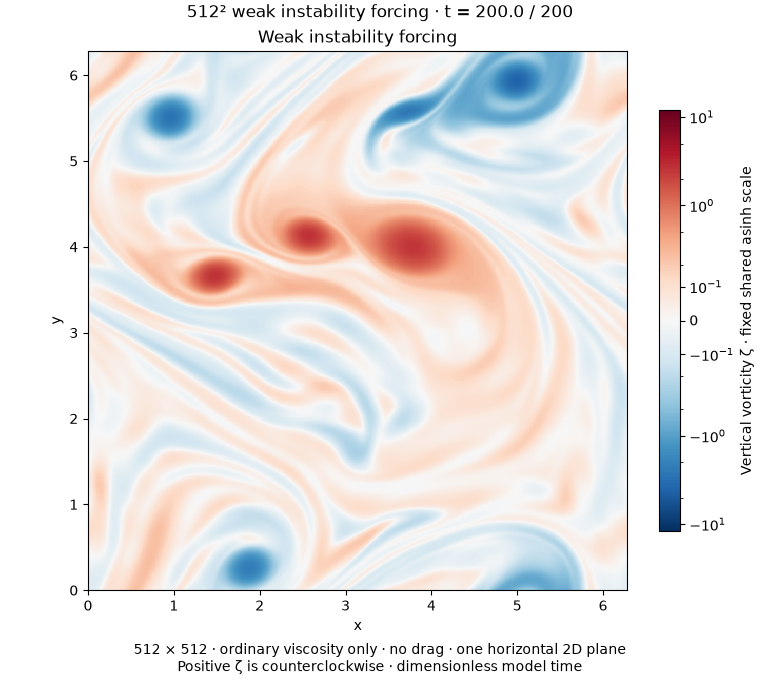 512² weak instability forcing · t = 200.0 / 200
Weak instability forcing
6
5
4
3
2
1
0
y
0 1 2 3 4 5 6
x
10¹
10⁰
10⁻¹
0
−10⁻¹
−10⁰
−10¹
Vertical vorticity ζ · fixed shared asinh scale
512 × 512 · ordinary viscosity only · no drag · one horizontal 2D plane
Positive ζ is counterclockwise · dimensionless model time